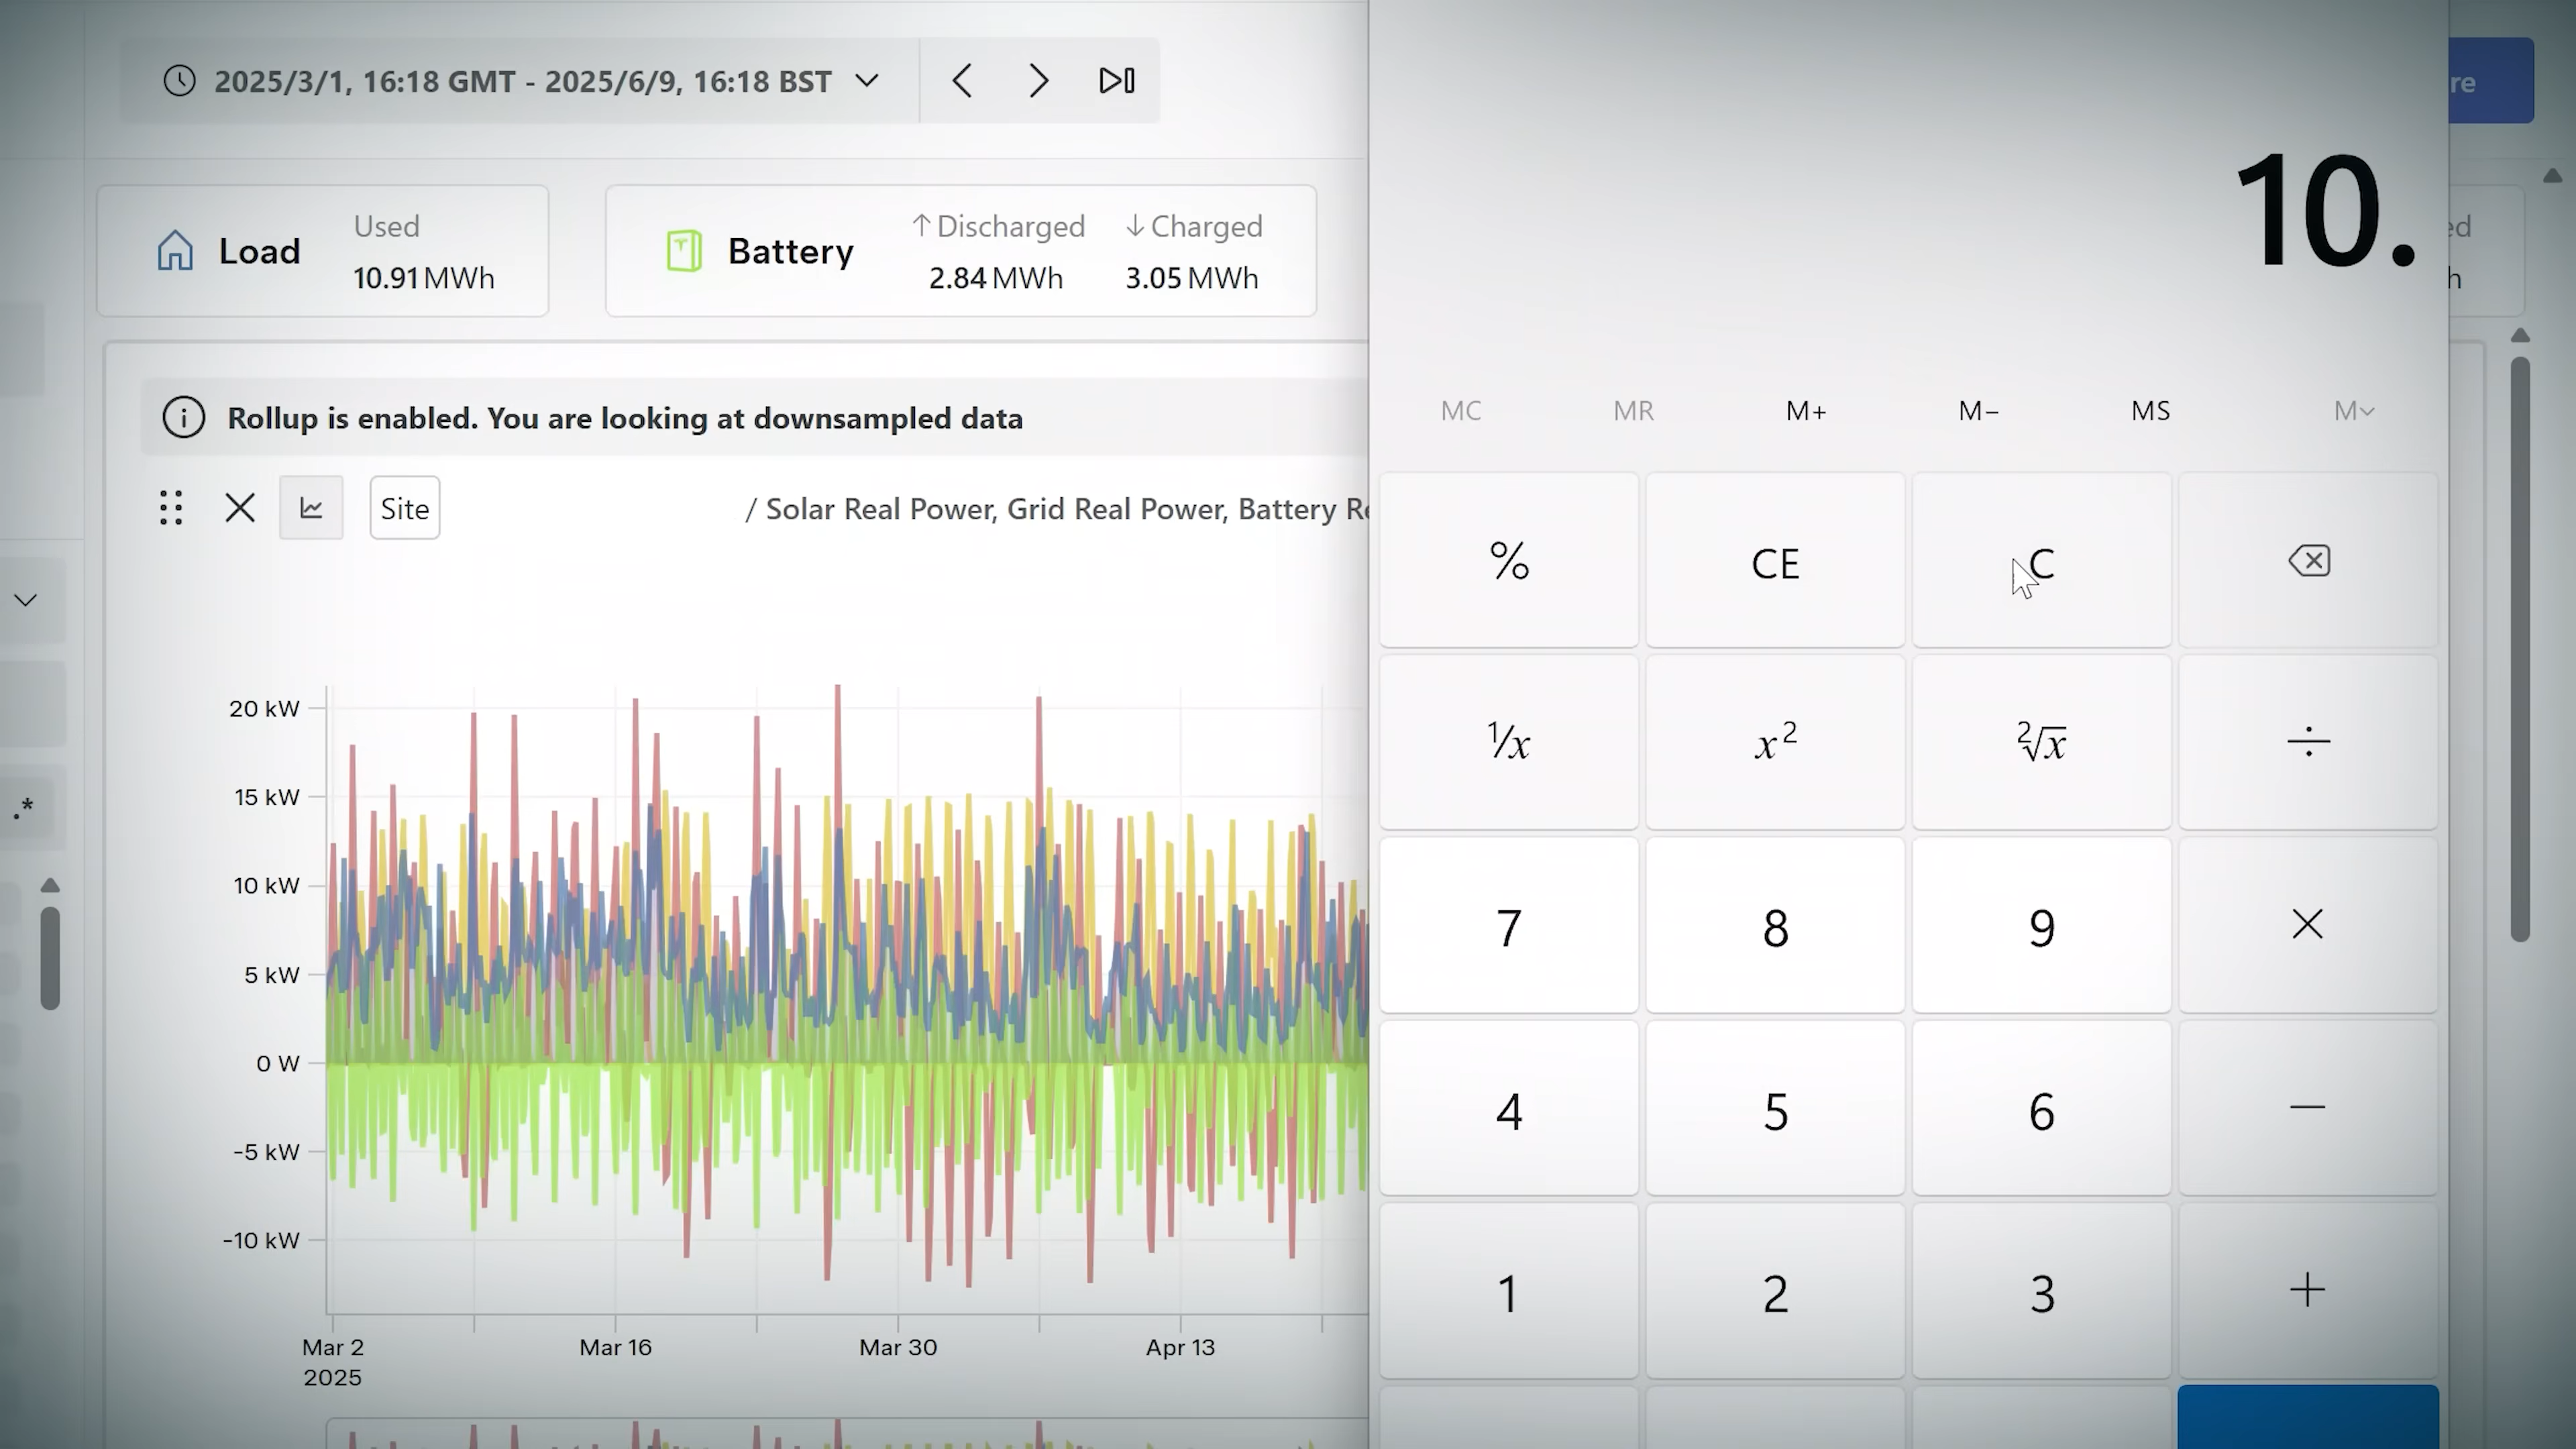 2025/3/1, 16:18 GMT - 2025/6/9, 16:18 BST
re
Load
Used
10.91 MWh
Battery
↑ Discharged
2.84 MWh
↓ Charged
3.05 MWh
ed
h
Rollup is enabled. You are looking at downsampled data
Site
/ Solar Real Power, Grid Real Power, Battery Re
.*
20 kW
15 kW
10 kW
5 kW
0 W
-5 kW
-10 kW
Mar 2
2025
Mar 16
Mar 30
Apr 13
10.
MC MR M+ M− MS M
% CE C
1/x x² ²√x ÷
7 8 9 ×
4 5 6 −
1 2 3 +